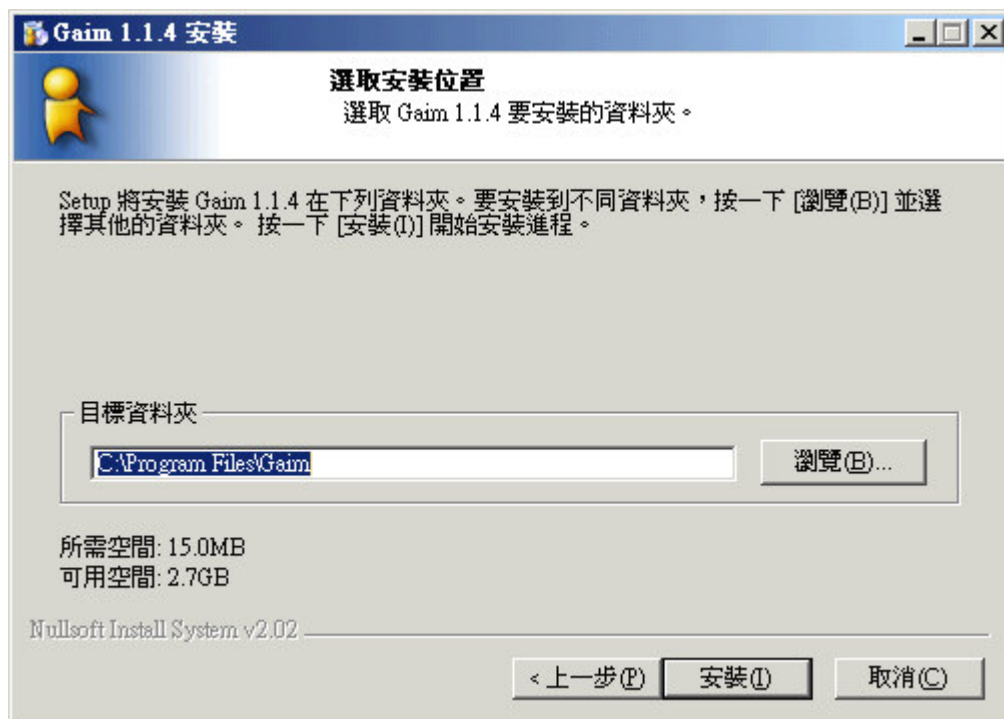 Gaim 1.1.4 安裝
選取安裝位置
選取 Gaim 1.1.4 要安裝的資料夾。
Setup 將安裝 Gaim 1.1.4 在下列資料夾。要安裝到不同資料夾，按一下 [瀏覽(B)] 並選
擇其他的資料夾。 按一下 [安裝(I)] 開始安裝進程。
目標資料夾
C:\Program Files\Gaim
瀏覽(B)...
所需空間: 15.0MB
可用空間: 2.7GB
Nullsoft Install System v2.02
< 上一步(P) 安裝(I) 取消(C)